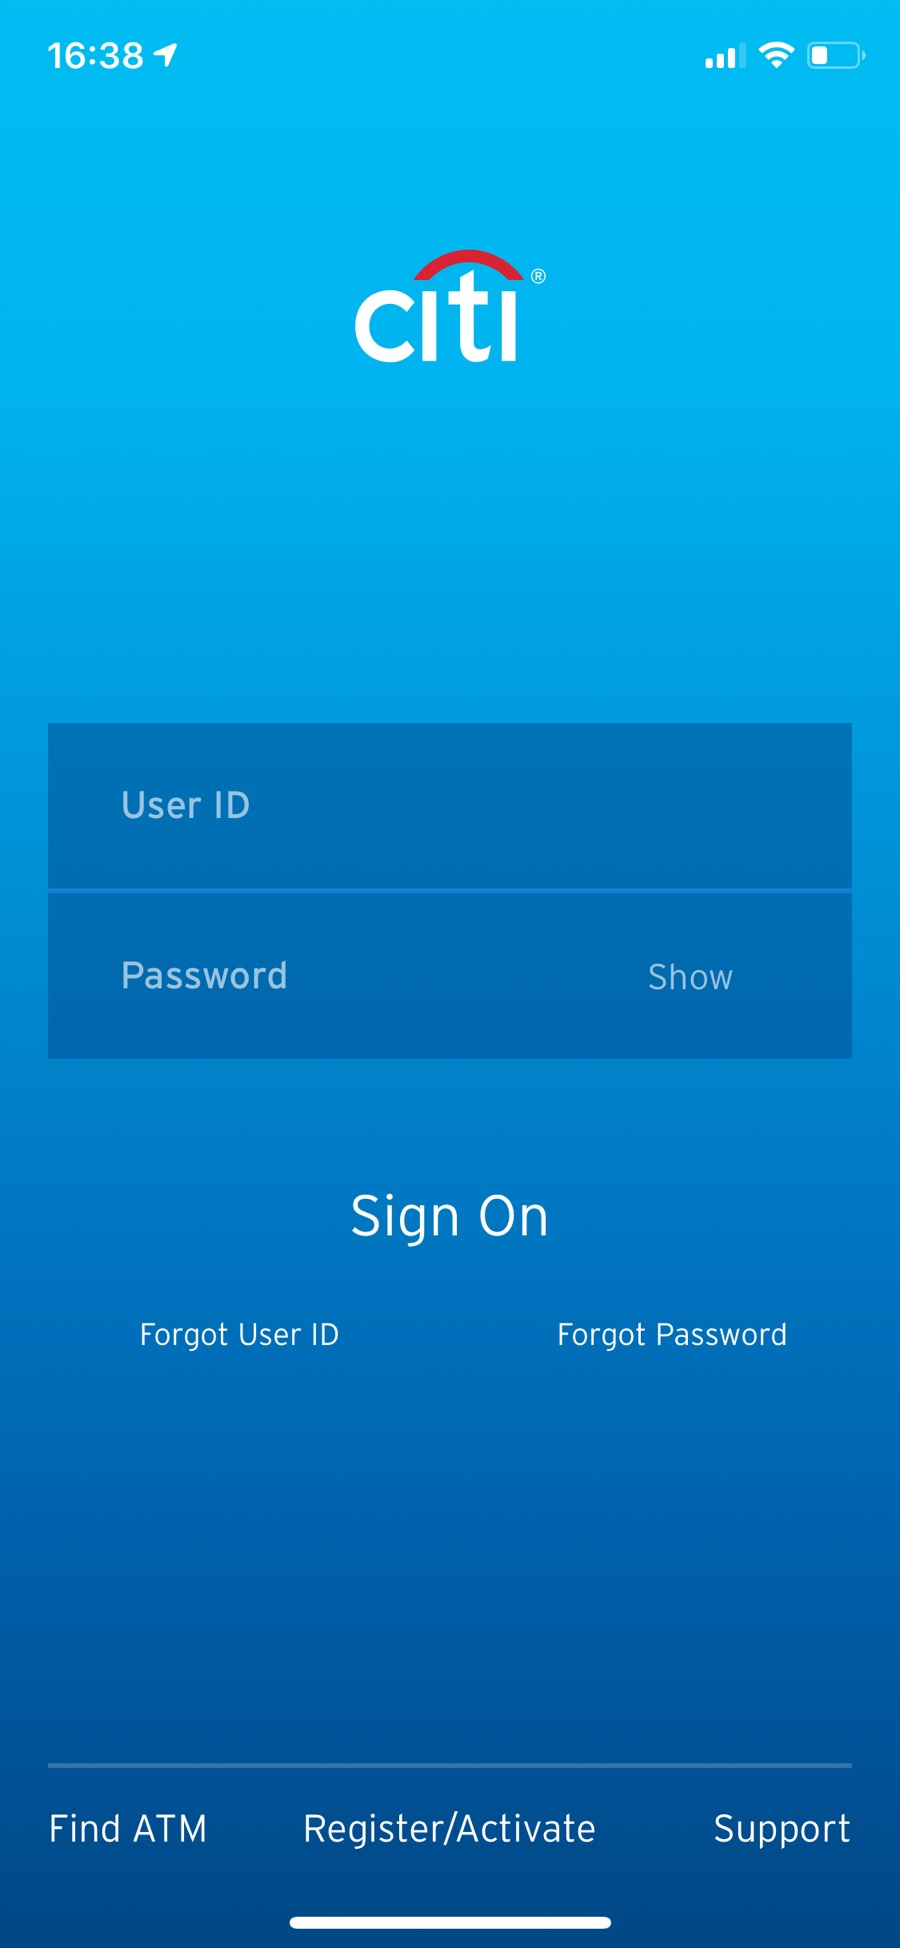 16:38
citi®
User ID
Password Show
Sign On
Forgot User ID Forgot Password
Find ATM Register/Activate Support